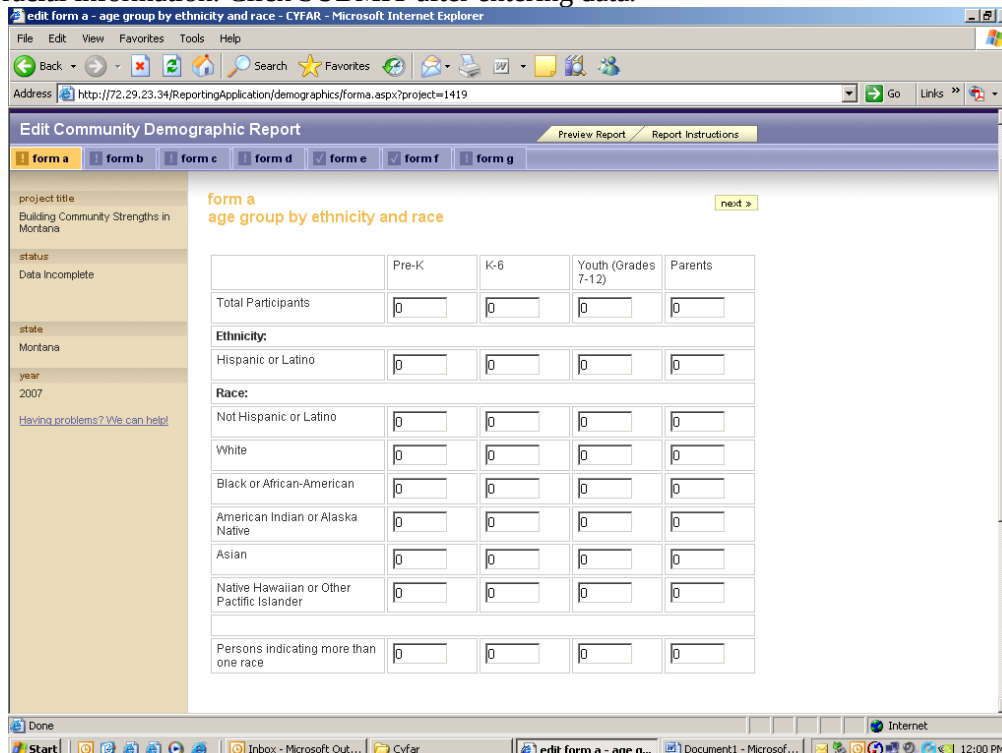 edit form a - age group by ethnicity and race - CYFAR - Microsoft Internet Explorer
File Edit View Favorites Tools Help
Back Search Favorites
Address http://72.29.23.34/ReportingApplication/demographics/forma.aspx?project=1419 Go Links »
Edit Community Demographic Report Preview Report Report Instructions
form a form b form c form d form e form f form g
project title
Building Community Strengths in
Montana
status
Data Incomplete
state
Montana
year
2007
Having problems? We can help!
form a
age group by ethnicity and race
next »
Pre-K K-6 Youth (Grades 7-12) Parents
Total Participants 0 0 0 0
Ethnicity:
Hispanic or Latino 0 0 0 0
Race:
Not Hispanic or Latino 0 0 0 0
White 0 0 0 0
Black or African-American 0 0 0 0
American Indian or Alaska
Native 0 0 0 0
Asian 0 0 0 0
Native Hawaiian or Other
Pactific Islander 0 0 0 0
Persons indicating more than
one race 0 0 0 0
Done Internet
Start Inbox - Microsoft Out... Cyfar edit form a - age g... Document1 - Microsof... 12:00 PM